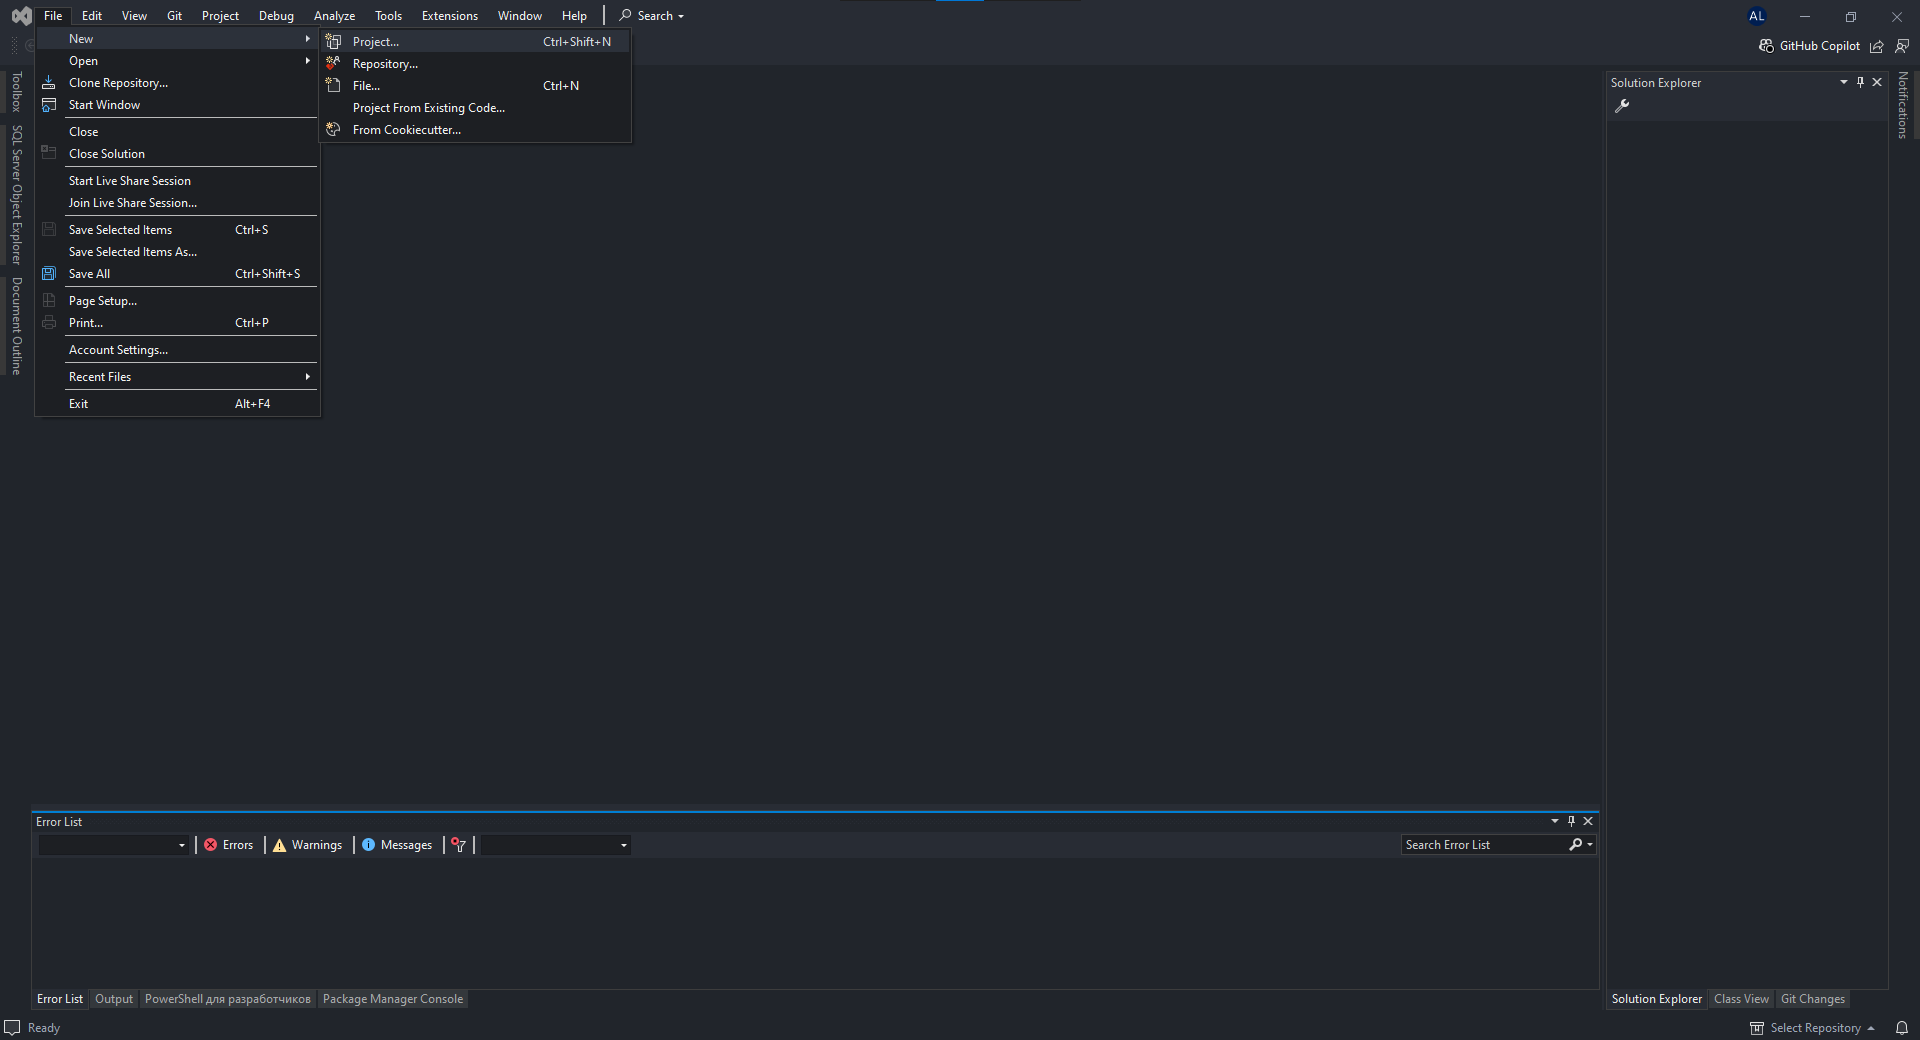 File Edit View Git Project Debug Analyze Tools Extensions Window Help Search AL
GitHub Copilot
New
Open
Clone Repository...
Start Window
Close
Close Solution
Start Live Share Session
Join Live Share Session...
Save Selected Items Ctrl+S
Save Selected Items As...
Save All Ctrl+Shift+S
Page Setup...
Print... Ctrl+P
Account Settings...
Recent Files
Exit Alt+F4
Project... Ctrl+Shift+N
Repository...
File... Ctrl+N
Project From Existing Code...
From Cookiecutter...
Toolbox
SQL Server Object Explorer
Document Outline
Solution Explorer
Notifications
Error List
Errors Warnings Messages Search Error List
Error List Output PowerShell для разработчиков Package Manager Console
Solution Explorer Class View Git Changes
Ready Select Repository